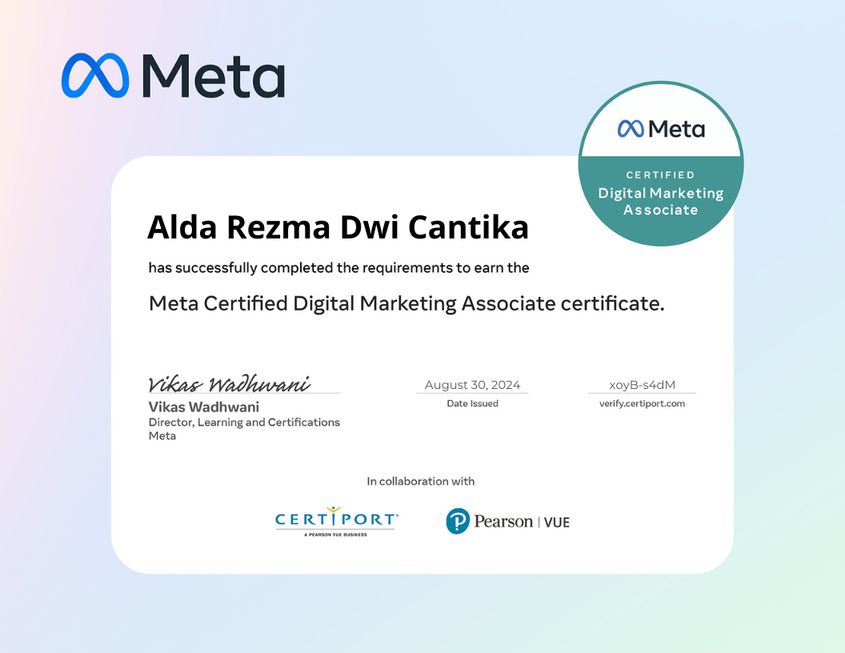 Meta
Meta
CERTIFIED
Digital Marketing
Associate
Alda Rezma Dwi Cantika
has successfully completed the requirements to earn the
Meta Certified Digital Marketing Associate certificate.
Vikas Wadhwani
Vikas Wadhwani
Director, Learning and Certifications
Meta
August 30, 2024
Date Issued
xoyB-s4dM
verify.certiport.com
In collaboration with
CERTIPORT
A PEARSON VUE BUSINESS
Pearson | VUE